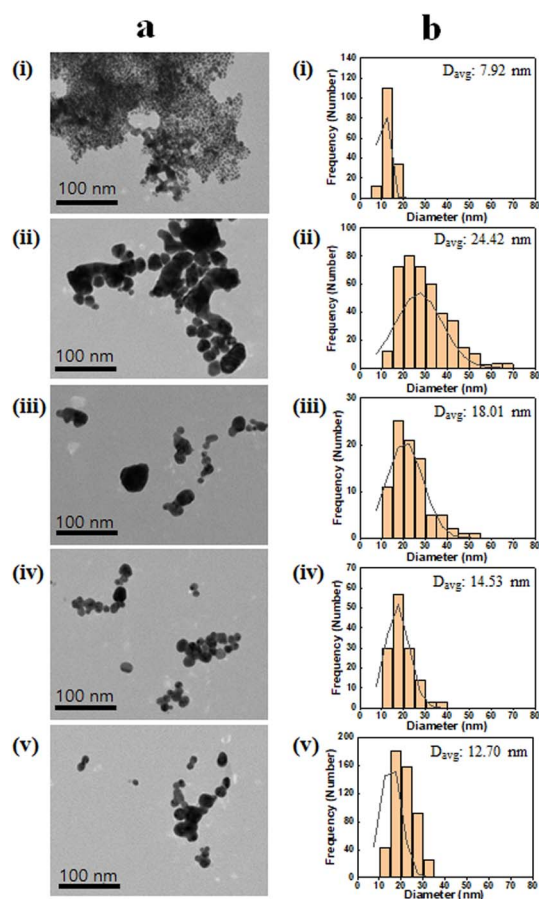 a
b
(i)
100 nm
(i)
Davg: 7.92 nm
Frequency (Number)
140
120
100
80
60
40
20
0
0 10 20 30 40 50 60 70 80
Diameter (nm)
(ii)
100 nm
(ii)
Davg: 24.42 nm
Frequency (Number)
100
80
60
40
20
0
0 10 20 30 40 50 60 70 80
Diameter (nm)
(iii)
100 nm
(iii)
Davg: 18.01 nm
Frequency (Number)
30
20
10
0
0 10 20 30 40 50 60 70 80
Diameter (nm)
(iv)
100 nm
(iv)
Davg: 14.53 nm
Frequency (Number)
70
60
50
40
30
20
10
0
0 10 20 30 40 50 60 70 80
Diameter (nm)
(v)
100 nm
(v)
Davg: 12.70 nm
Frequency (Number)
200
160
120
80
40
0
0 10 20 30 40 50 60 70 80
Diameter (nm)